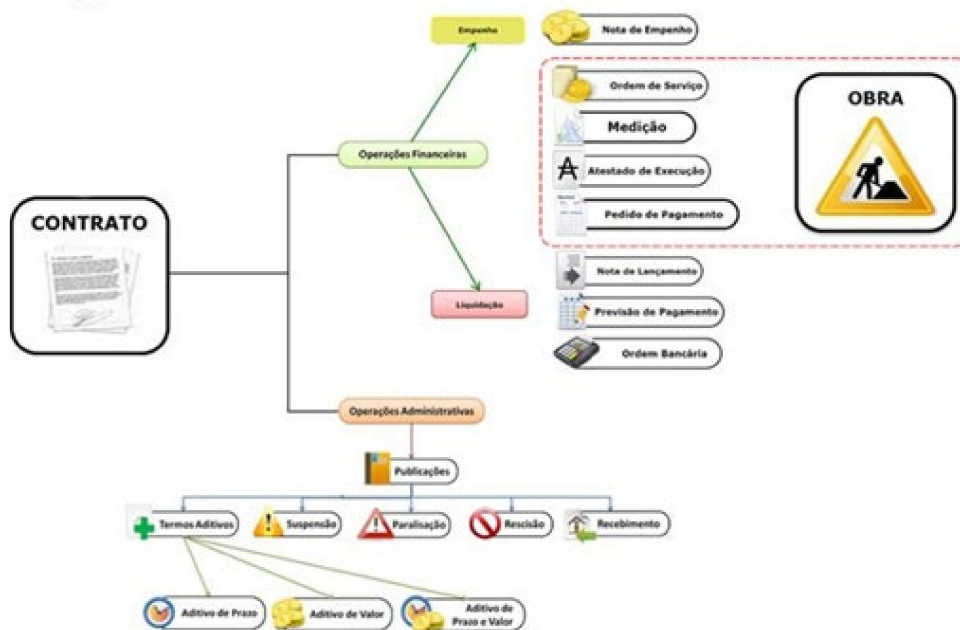 Empenho
Nota de Empenho
Ordem de Serviço
OBRA
Medição
Operações Financeiras
Atestado de Execução
Pedido de Pagamento
CONTRATO
Nota de Lançamento
Liquidação
Previsão de Pagamento
Ordem Bancária
Operações Administrativas
Publicações
Termos Aditivos
Suspensão
Paralisação
Rescisão
Recebimento
Aditivo de Prazo
Aditivo de Valor
Aditivo de
Prazo e Valor